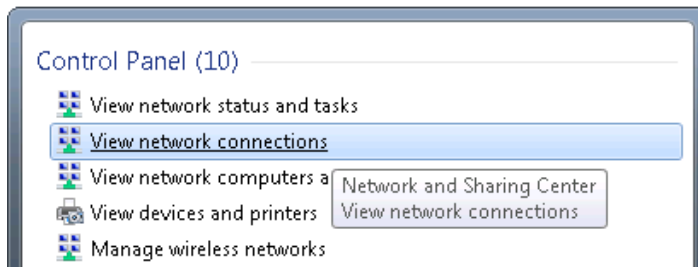 Control Panel (10)
View network status and tasks
View network connections
View network computers a
Network and Sharing Center
View network connections
View devices and printers
Manage wireless networks